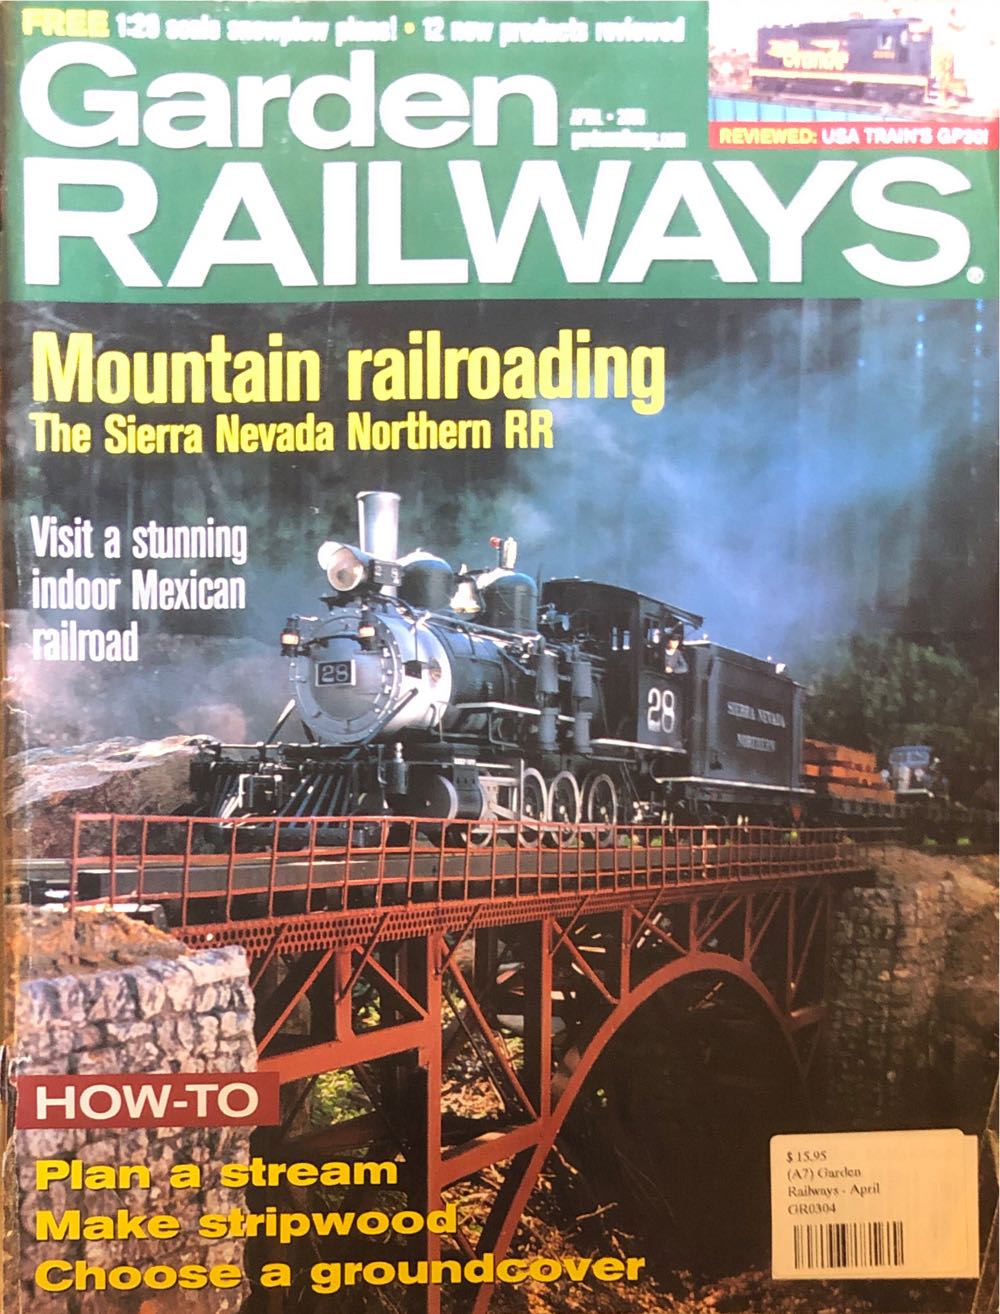 FREE 1:20 scale snowplow plans! • 12 new products reviewed
Garden
APRIL •
RAILWAYS®
REVIEWED: USA TRAIN'S
Mountain railroading
The Sierra Nevada Northern RR
Visit a stunning
indoor Mexican
railroad
28
28
SIERRA NEVADA
NORTHERN
HOW-TO
Plan a stream
Make stripwood
Choose a groundcover
$ 15.95
(A7) Garden
Railways - April
GR0304